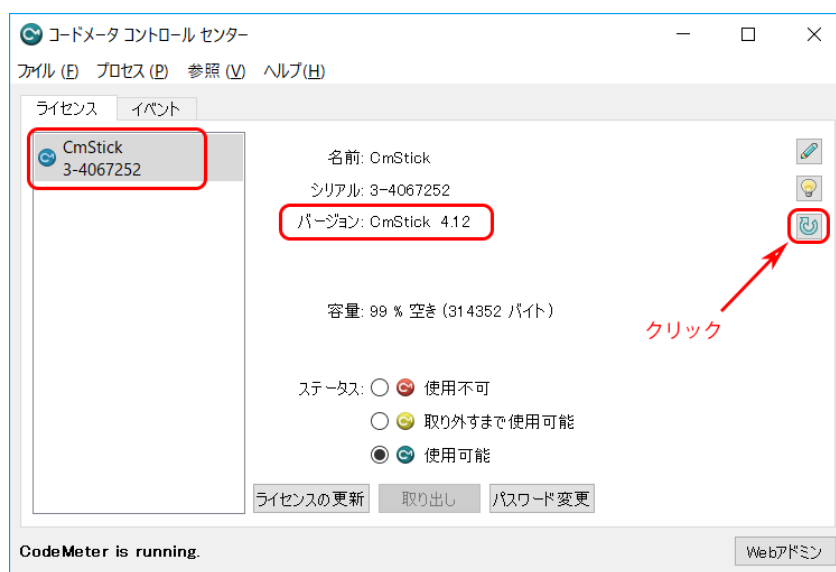 コードメータ コントロール センター
ファイル (F) プロセス (P) 参照 (V) ヘルプ(H)
ライセンス イベント
CmStick
3-4067252
名前: CmStick
シリアル: 3-4067252
バージョン: CmStick 4.12
容量: 99 % 空き (314352 バイト)
クリック
ステータス: 使用不可
取り外すまで使用可能
使用可能
ライセンスの更新 取り出し パスワード変更
CodeMeter is running. Webアドミン